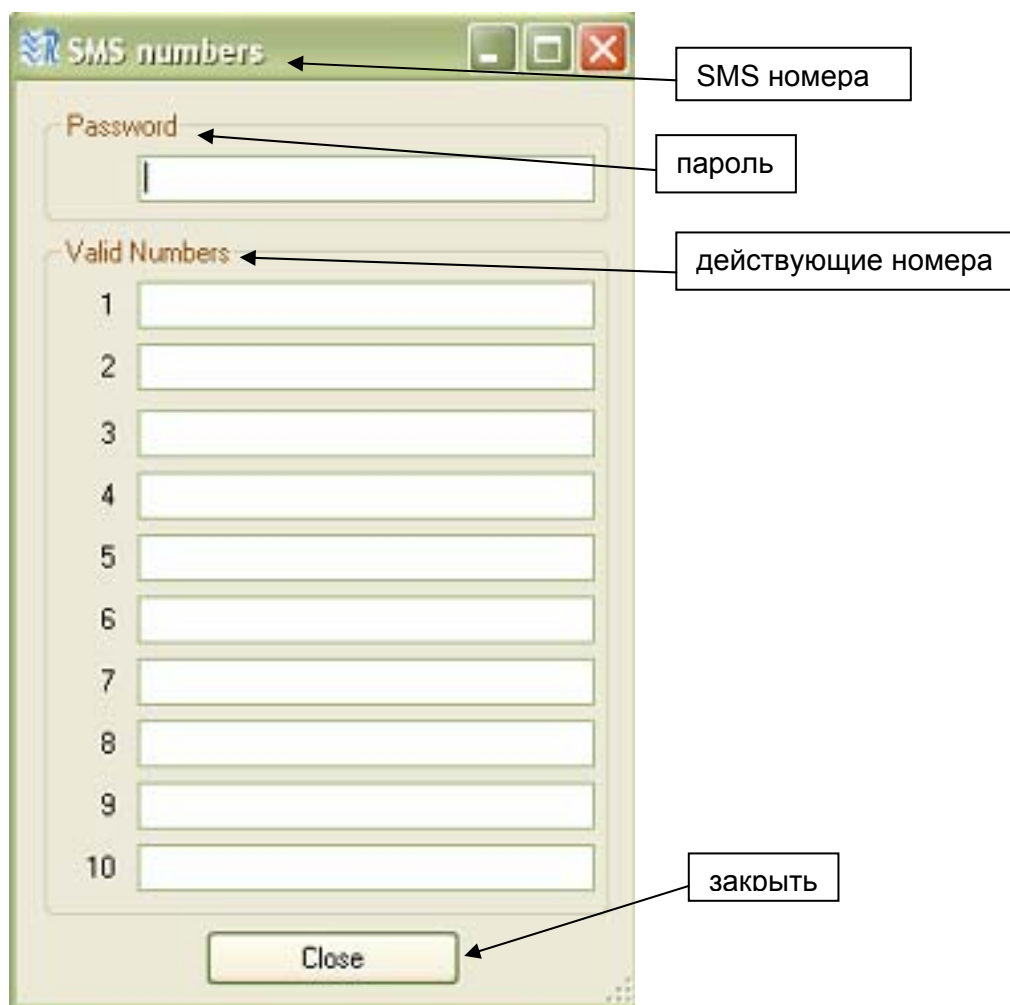 SMS numbers
SMS номера
Password
пароль
Valid Numbers
действующие номера
1
2
3
4
5
6
7
8
9
10
закрыть
Close